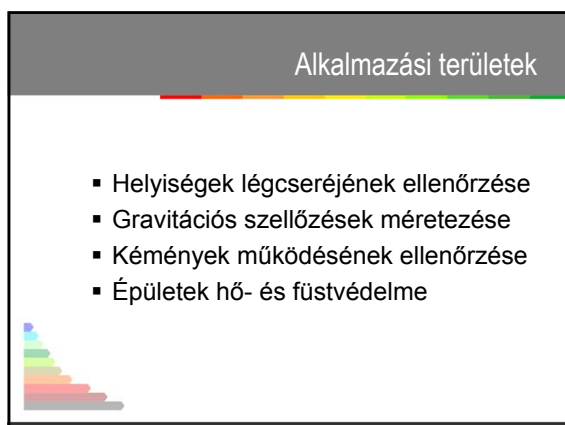 Alkalmazási területek
▪ Helyiségek légcseréjének ellenőrzése
▪ Gravitációs szellőzések méretezése
▪ Kémények működésének ellenőrzése
▪ Épületek hő- és füstvédelme